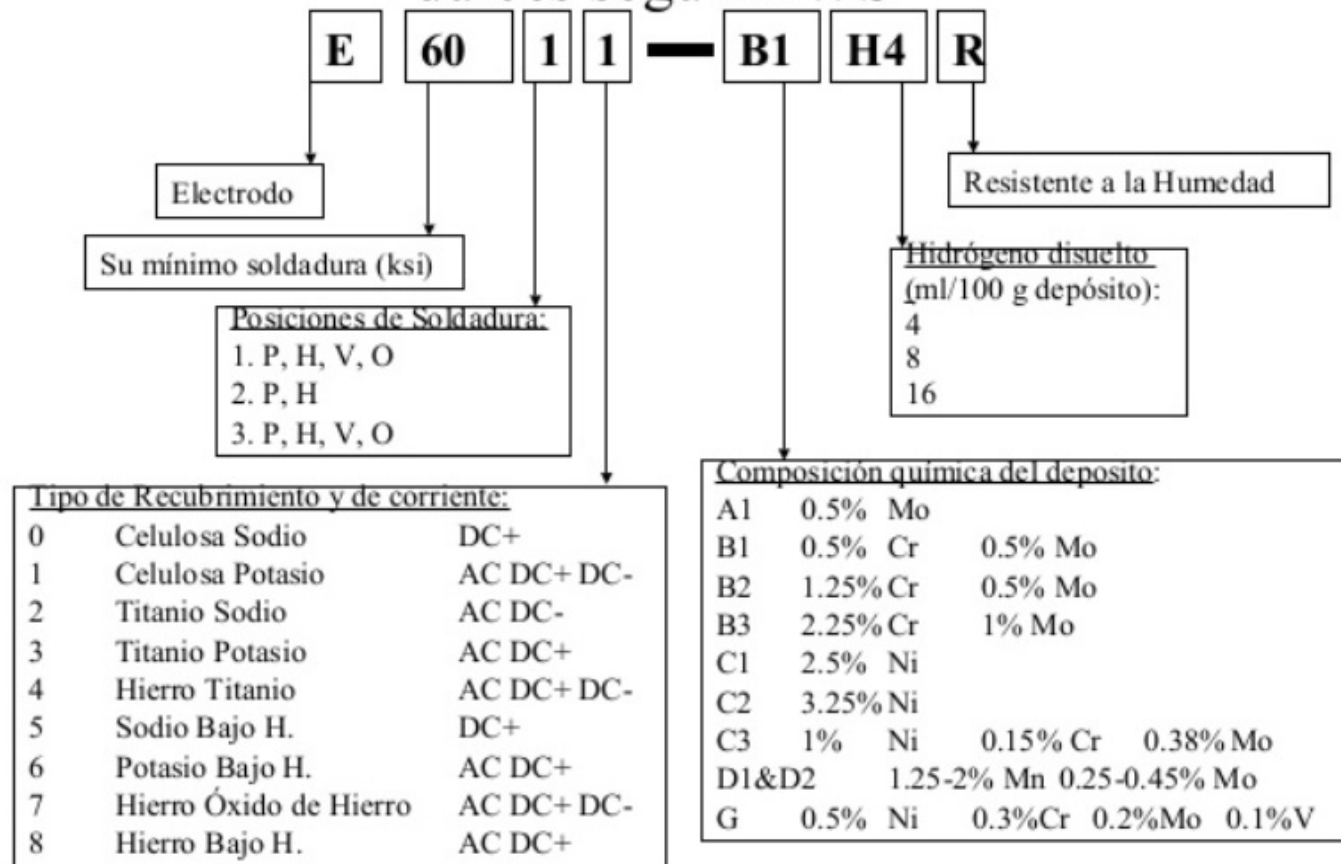 E 60 1 1 — B1 H4 R
Electrodo
Resistente a la Humedad
Su mínimo soldadura (ksi)
Hidrógeno disuelto
(ml/100 g depósito):
4
8
16
Posiciones de Soldadura:
1. P, H, V, O
2. P, H
3. P, H, V, O
Tipo de Recubrimiento y de corriente:
0 Celulosa Sodio DC+
1 Celulosa Potasio AC DC+ DC-
2 Titanio Sodio AC DC-
3 Titanio Potasio AC DC+
4 Hierro Titanio AC DC+ DC-
5 Sodio Bajo H. DC+
6 Potasio Bajo H. AC DC+
7 Hierro Óxido de Hierro AC DC+ DC-
8 Hierro Bajo H. AC DC+
Composición química del deposito:
A1 0.5% Mo
B1 0.5% Cr 0.5% Mo
B2 1.25% Cr 0.5% Mo
B3 2.25% Cr 1% Mo
C1 2.5% Ni
C2 3.25% Ni
C3 1% Ni 0.15% Cr 0.38% Mo
D1&D2 1.25-2% Mn 0.25-0.45% Mo
G 0.5% Ni 0.3%Cr 0.2%Mo 0.1%V